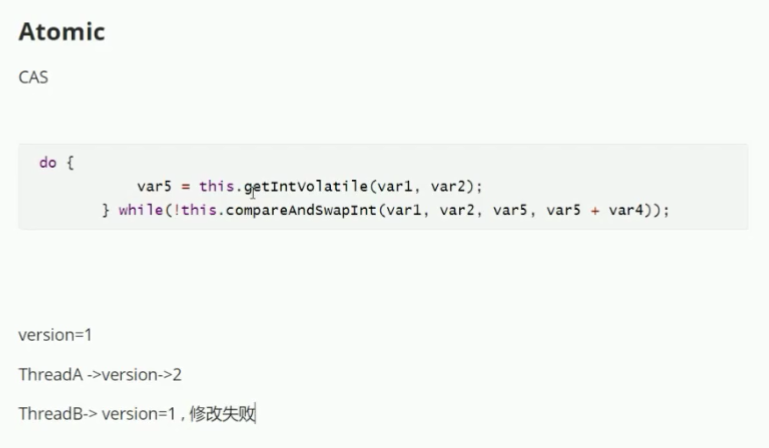 Atomic
CAS
do {
var5 = this.getIntVolatile(var1, var2);
} while(!this.compareAndSwapInt(var1, var2, var5, var5 + var4));
version=1
ThreadA ->version->2
ThreadB-> version=1 , 修改失败